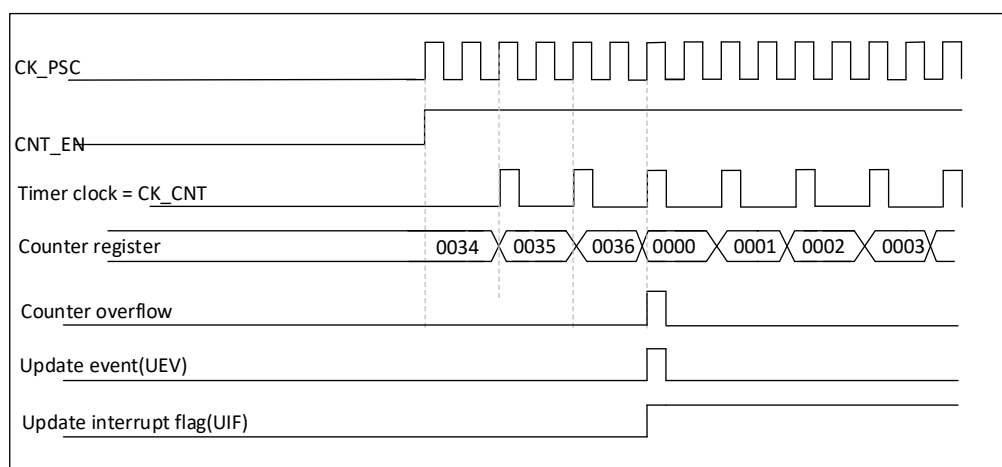 CK_PSC
CNT_EN
Timer clock = CK_CNT
Counter register 0034 0035 0036 0000 0001 0002 0003
Counter overflow
Update event(UEV)
Update interrupt flag(UIF)